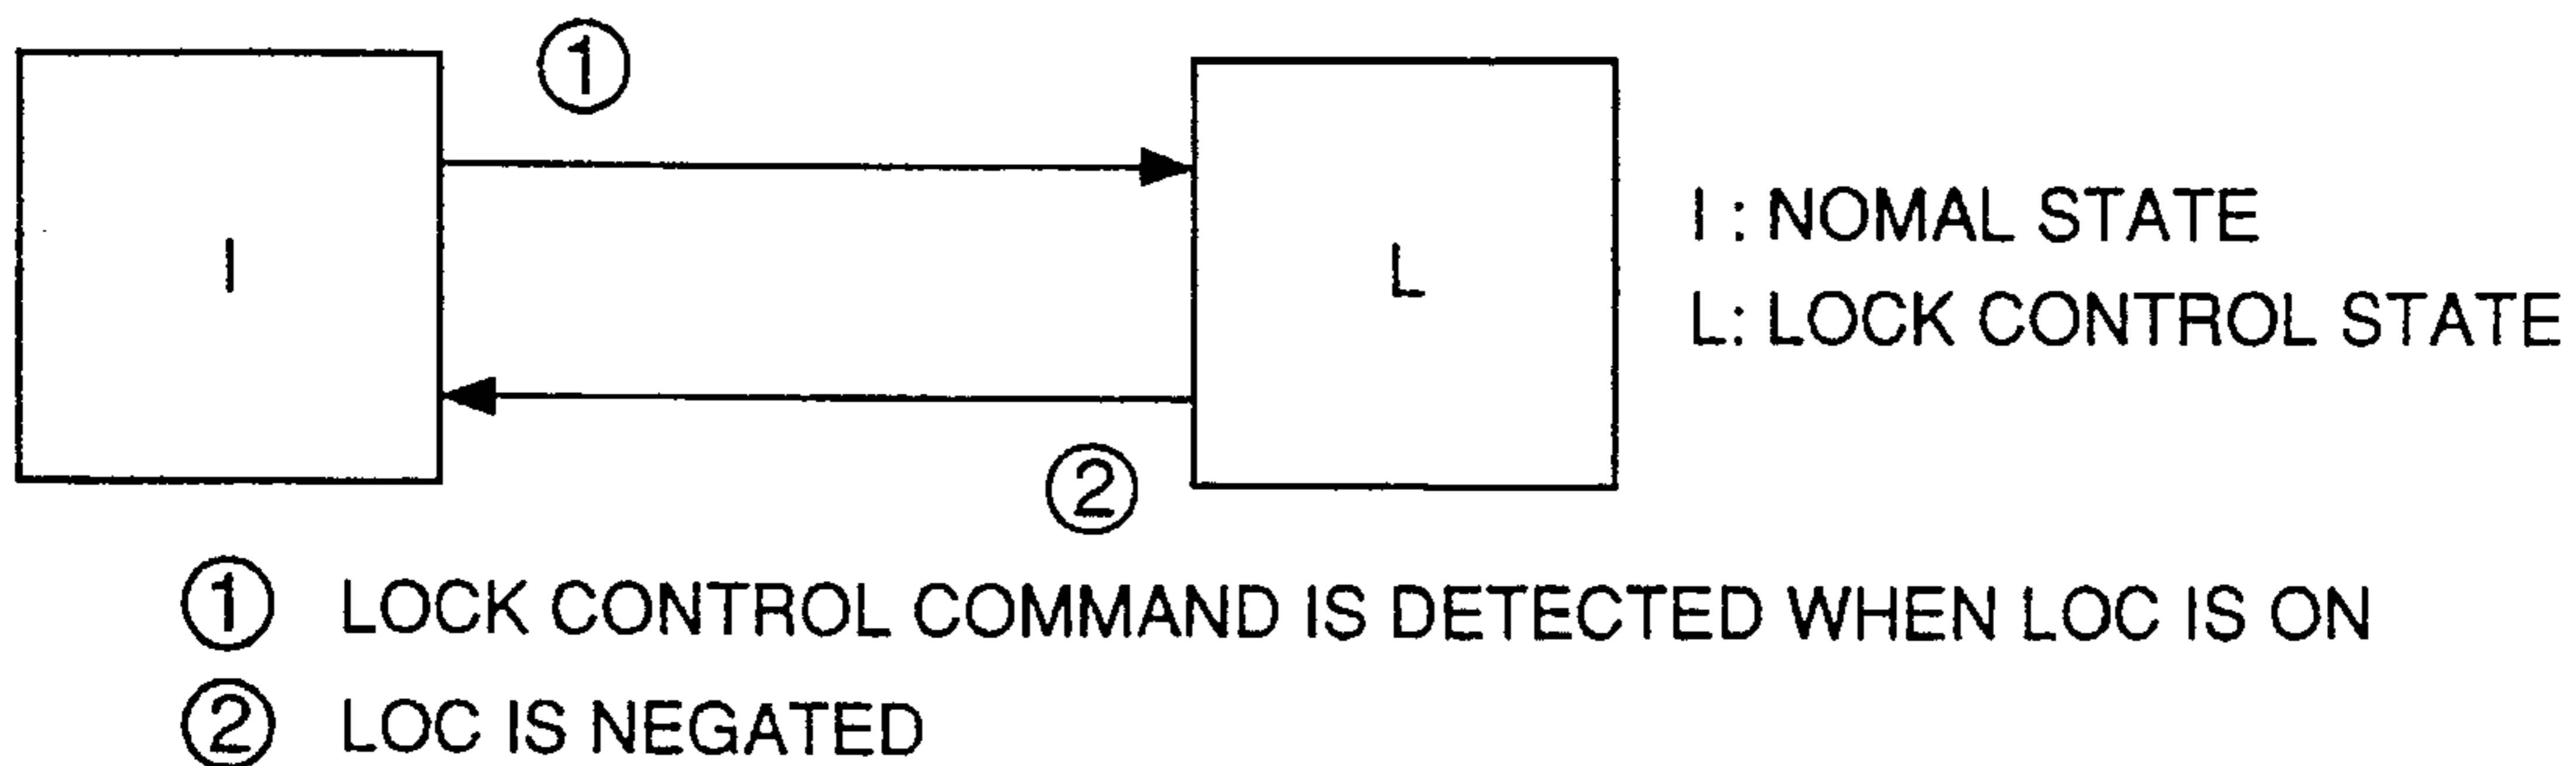 ①
I
L
I : NOMAL STATE
L: LOCK CONTROL STATE
②
① LOCK CONTROL COMMAND IS DETECTED WHEN LOC IS ON
② LOC IS NEGATED